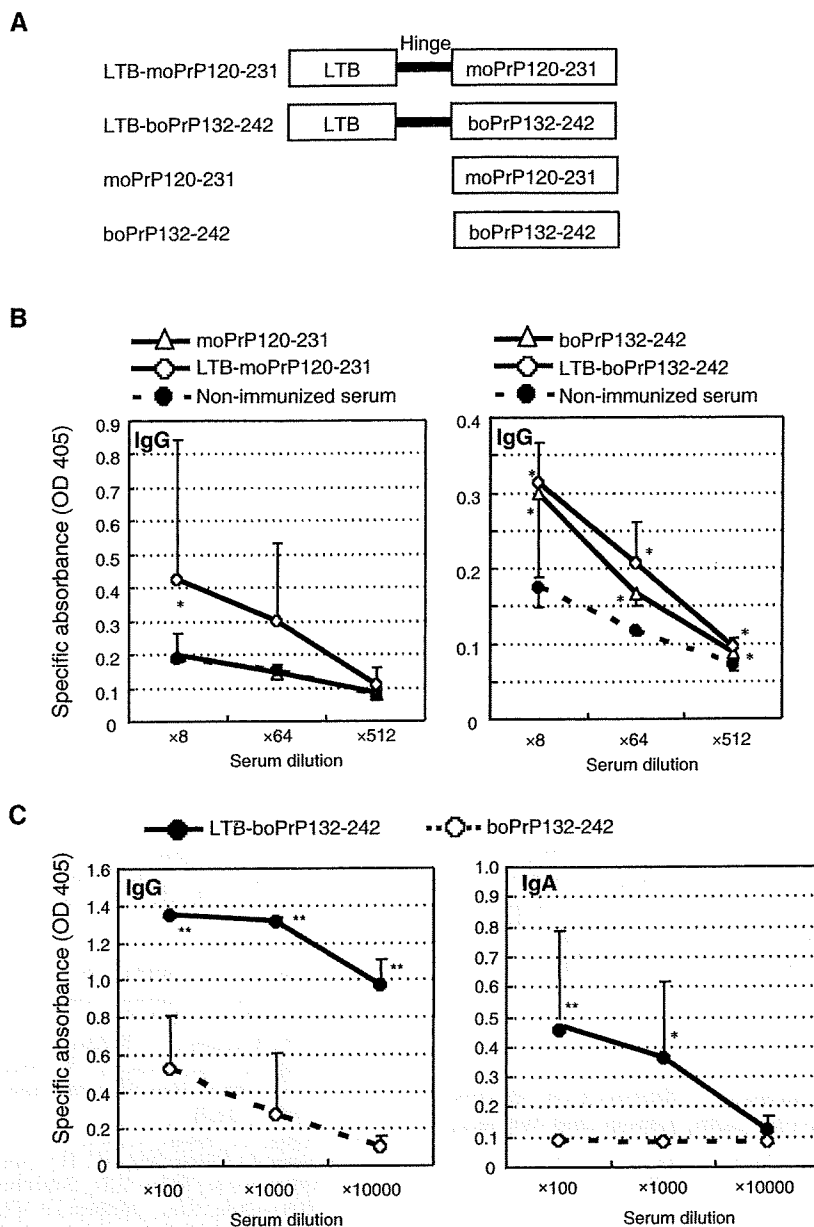 A
Hinge
LTB-moPrP120-231 LTB moPrP120-231
LTB-boPrP132-242 LTB boPrP132-242
moPrP120-231 moPrP120-231
boPrP132-242 boPrP132-242
B
moPrP120-231
LTB-moPrP120-231
Non-immunized serum
boPrP132-242
LTB-boPrP132-242
Non-immunized serum
Specific absorbance (OD 405)
IgG
0.9
0.8
0.7
0.6
0.5
0.4
0.3
0.2
0.1
0
*
×8 ×64 ×512
Serum dilution
IgG
0.4
0.3
0.2
0.1
0
*
*
*
*
*
*
×8 ×64 ×512
Serum dilution
C
LTB-boPrP132-242 boPrP132-242
Specific absorbance (OD 405)
IgG
1.6
1.4
1.2
1.0
0.8
0.6
0.4
0.2
0
**
**
**
×100 ×1000 ×10000
Serum dilution
IgA
1.0
0.9
0.8
0.7
0.6
0.5
0.4
0.3
0.2
0.1
0
**
*
×100 ×1000 ×10000
Serum dilution